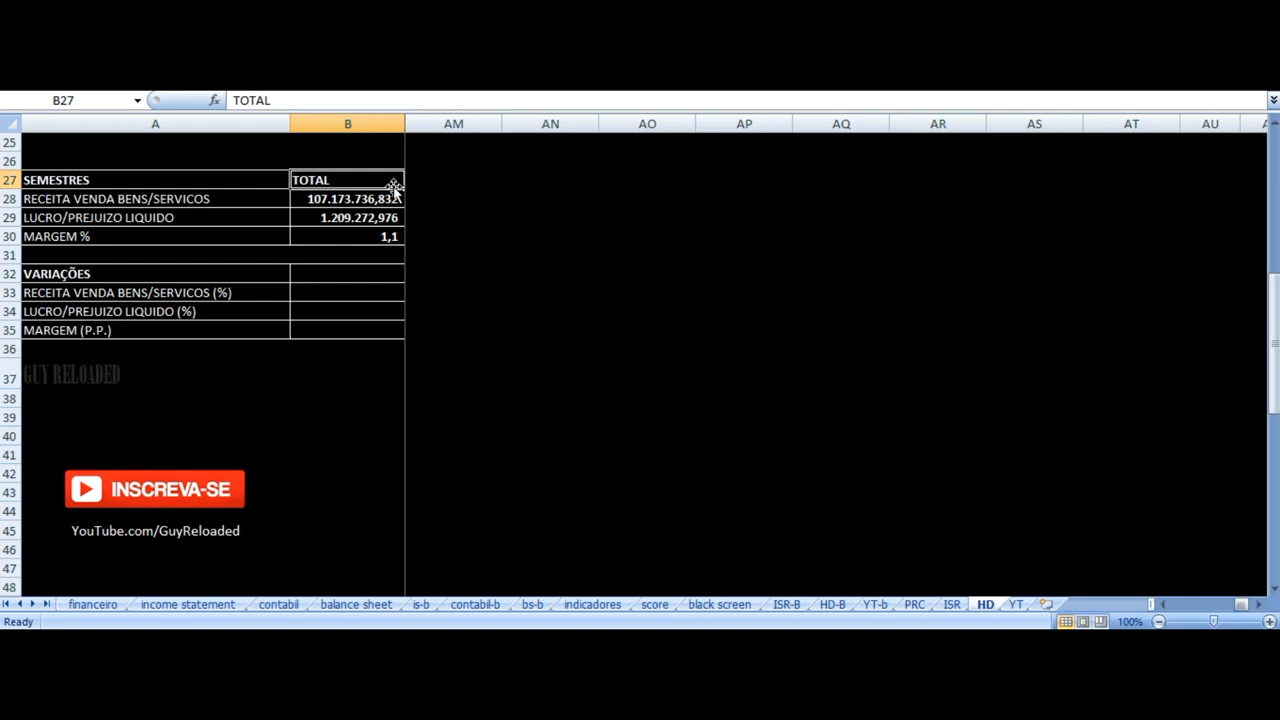 B27 TOTAL
A B AM AN AO AP AQ AR AS AT AU
25
26
27 SEMESTRES TOTAL
28 RECEITA VENDA BENS/SERVICOS 107.173.736,832
29 LUCRO/PREJUIZO LIQUIDO 1.209.272,976
30 MARGEM % 1,1
31
32 VARIAÇÕES
33 RECEITA VENDA BENS/SERVICOS (%)
34 LUCRO/PREJUIZO LIQUIDO (%)
35 MARGEM (P.P.)
36
37 GUY RELOADED
38
39
40
41
42
43 INSCREVA-SE
44
45 YouTube.com/GuyReloaded
46
47
48
financeiro income statement contabil balance sheet is-b contabil-b bs-b indicadores score black screen ISR-B HD-B YT-b PRC ISR HD YT
Ready 100%